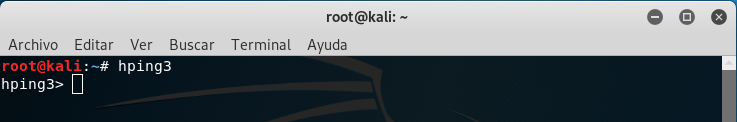 root@kali: ~
Archivo Editar Ver Buscar Terminal Ayuda
root@kali:~# hping3
hping3>